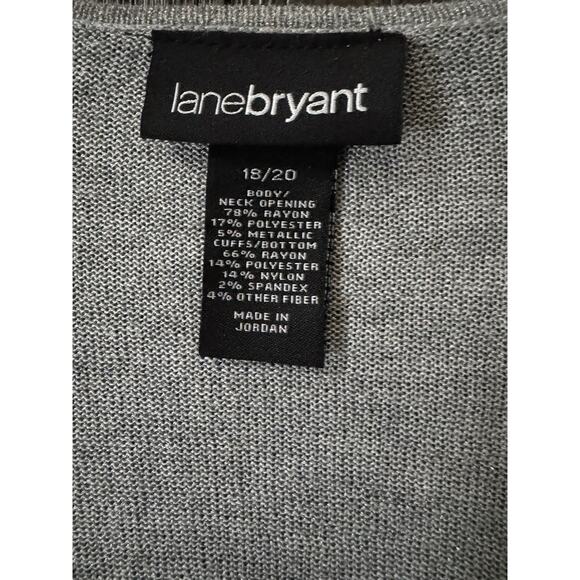 lanebryant
18/20
BODY/
NECK OPENING
78% RAYON
17% POLYESTER
5% METALLIC
CUFFS/BOTTOM
66% RAYON
14% POLYESTER
14% NYLON
2% SPANDEX
4% OTHER FIBER
MADE IN
JORDAN